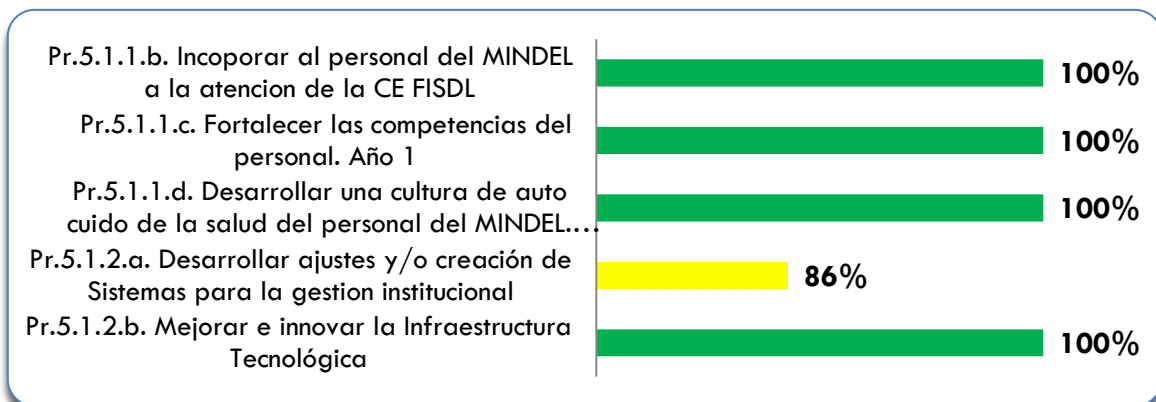 Pr.5.1.1.b. Incoporar al personal del MINDEL
a la atencion de la CE FISDL
100%
Pr.5.1.1.c. Fortalecer las competencias del
personal. Año 1
100%
Pr.5.1.1.d. Desarrollar una cultura de auto
cuido de la salud del personal del MINDEL....
100%
Pr.5.1.2.a. Desarrollar ajustes y/o creación de
Sistemas para la gestion institucional
86%
Pr.5.1.2.b. Mejorar e innovar la Infraestructura
Tecnológica
100%